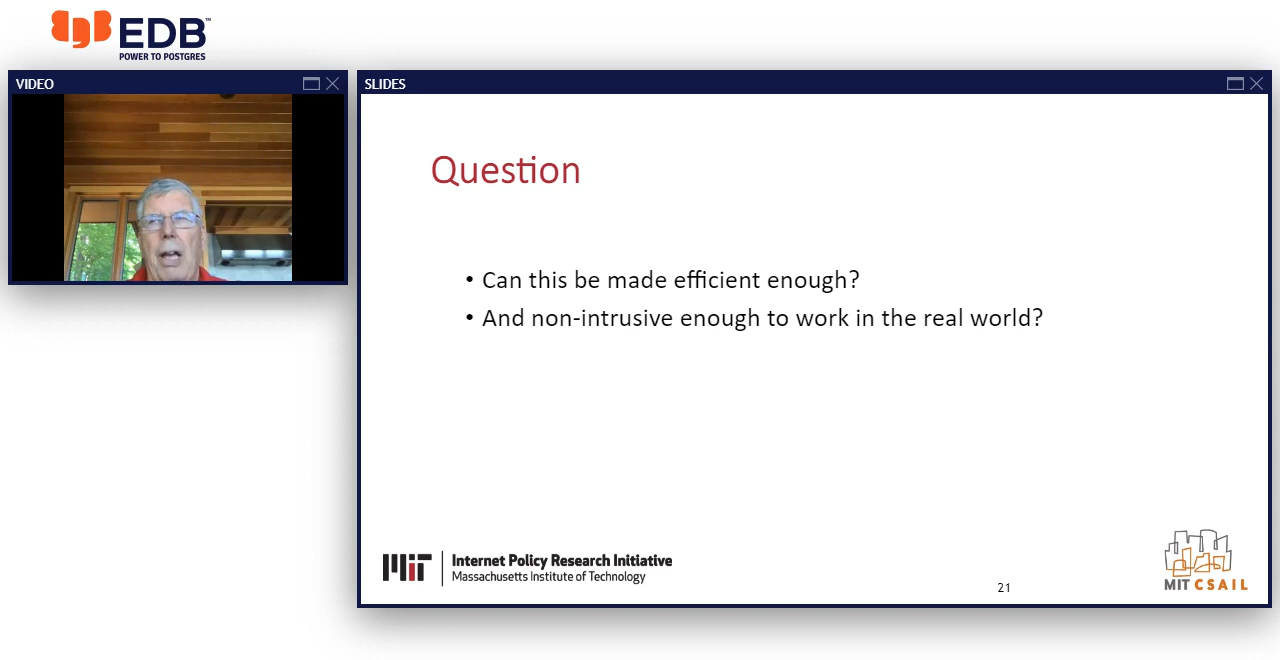 EDB™
POWER TO POSTGRES
VIDEO
SLIDES
Question
• Can this be made efficient enough?
• And non-intrusive enough to work in the real world?
MIT
Internet Policy Research Initiative
Massachusetts Institute of Technology
21
MIT CSAIL